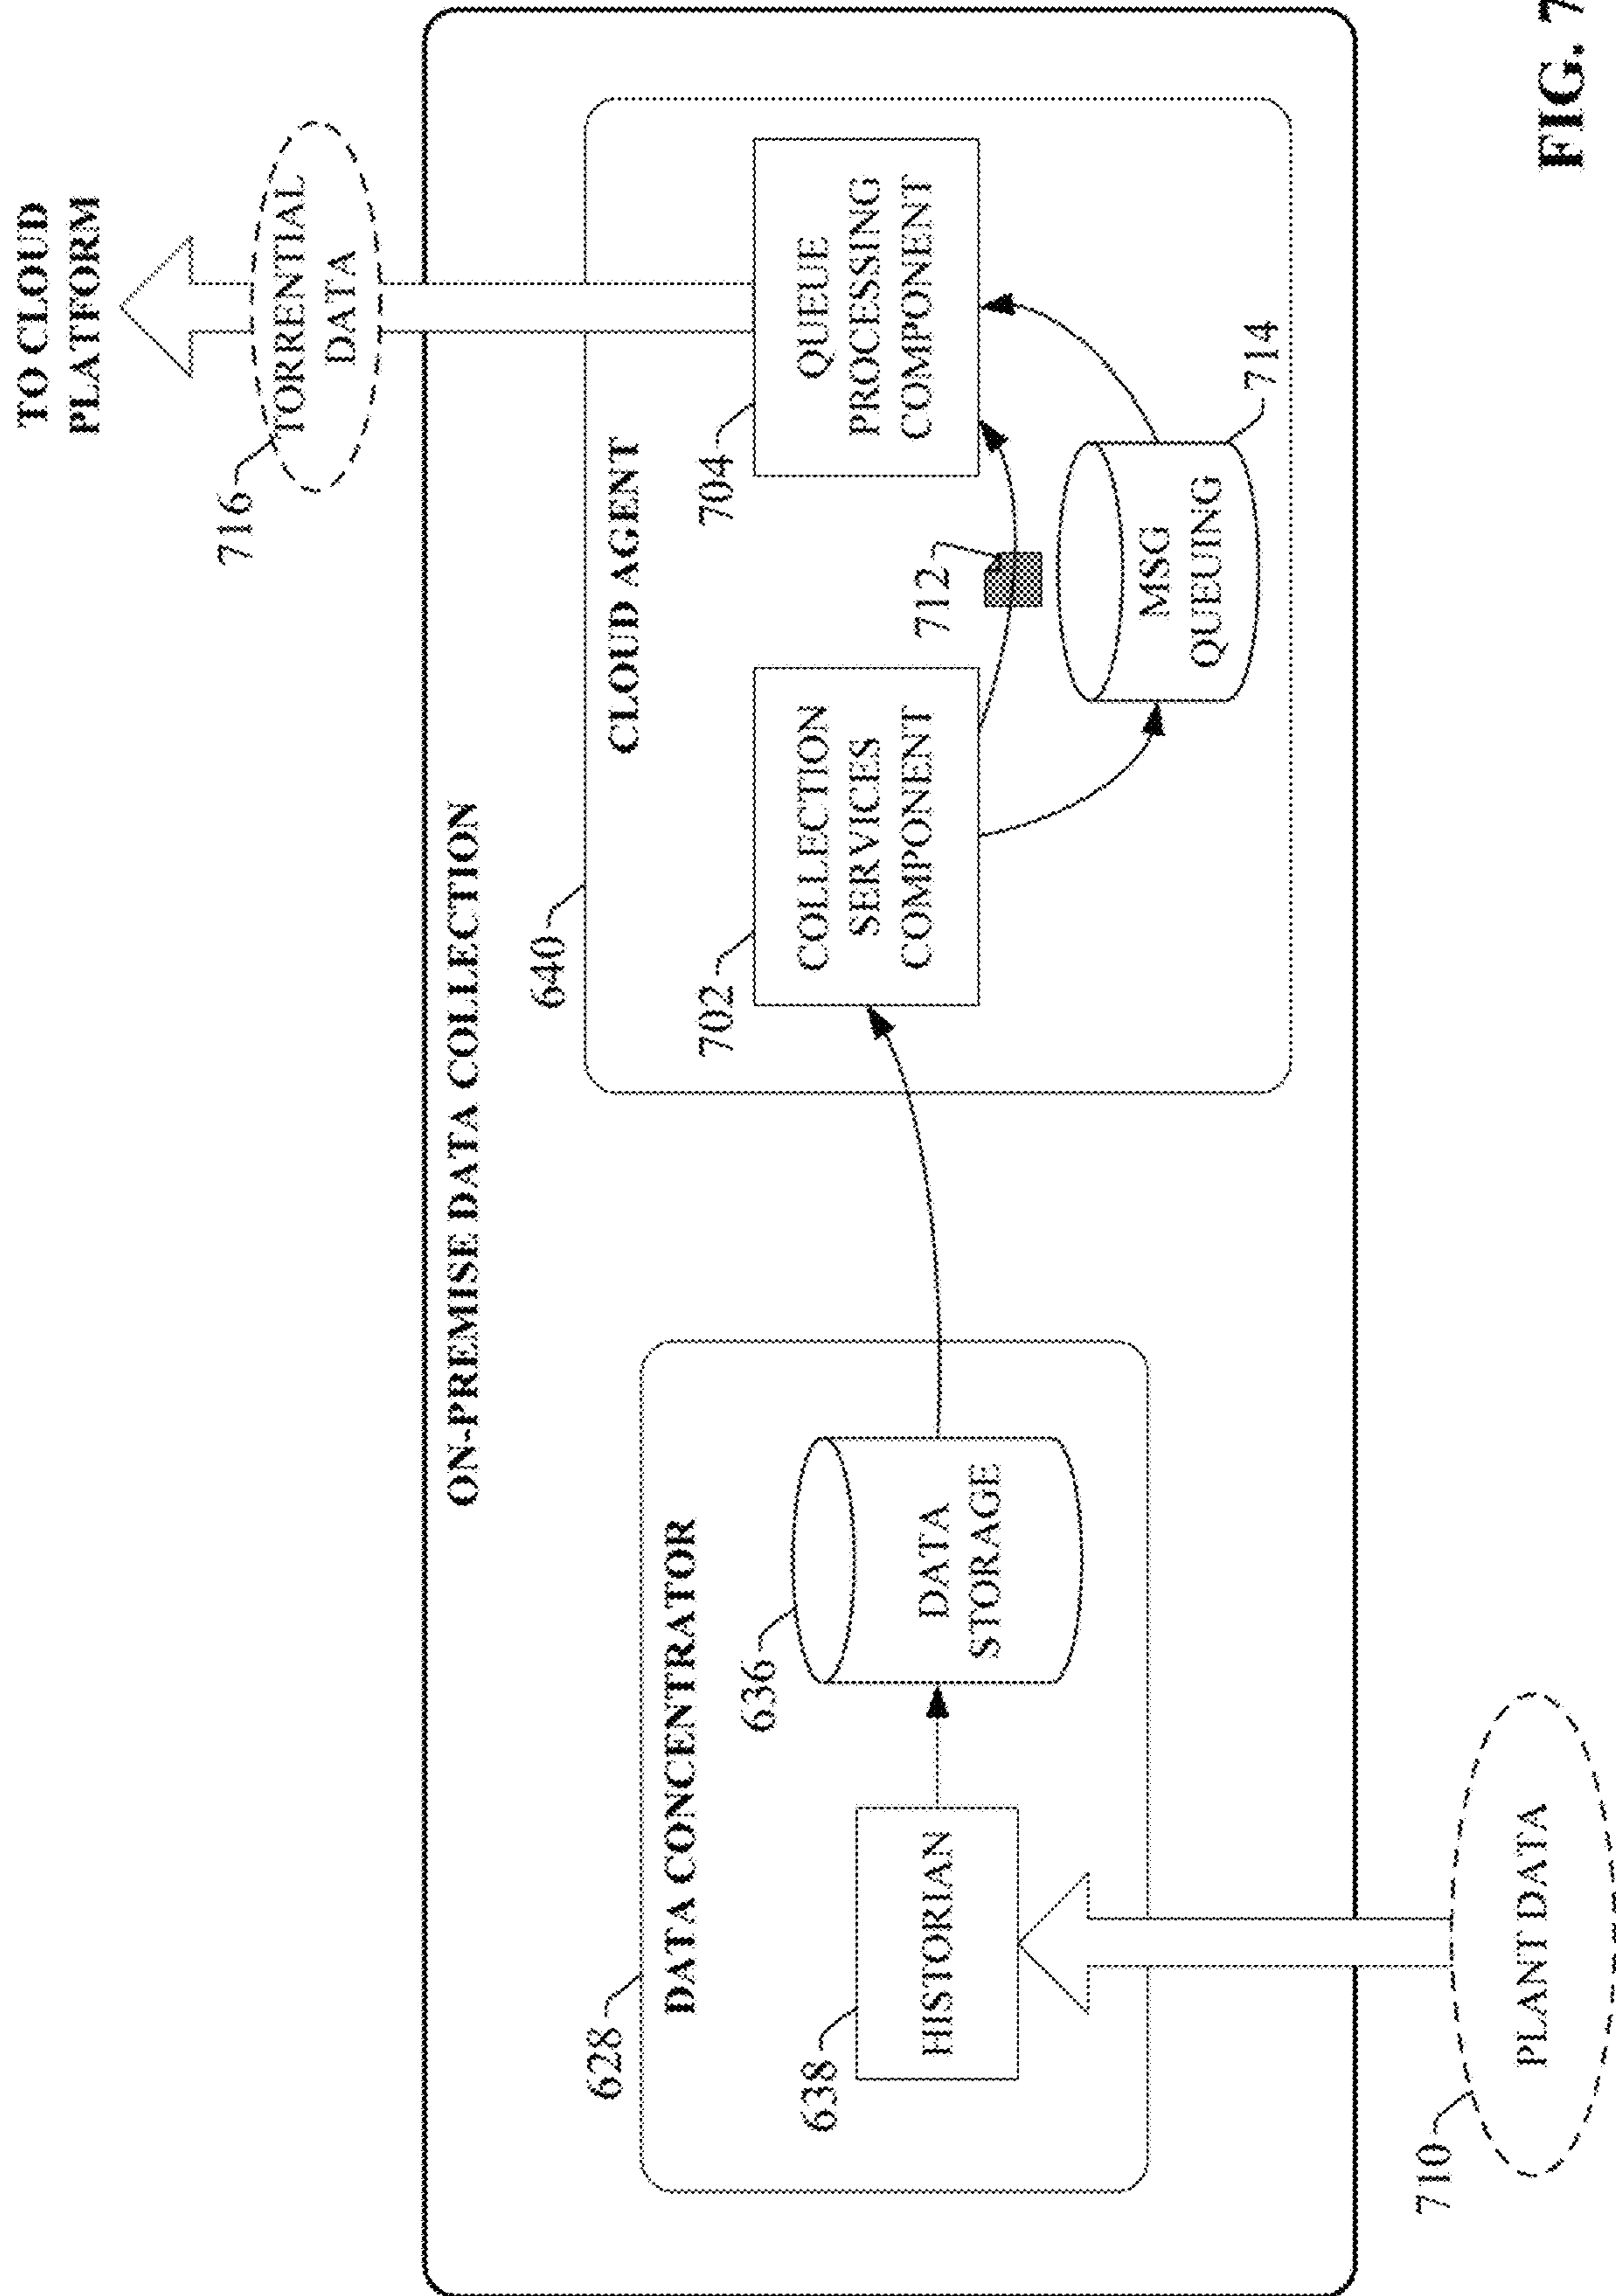 TO CLOUD
PLATFORM
716
TORRENTIAL
DATA
ON-PREMISE DATA COLLECTION
628
DATA CONCENTRATOR
638
HISTORIAN
636
DATA
STORAGE
640
CLOUD AGENT
702
COLLECTION
SERVICES
COMPONENT
704
QUEUE
PROCESSING
COMPONENT
712
MSG
QUEUING
714
710
PLANT DATA
FIG. 7